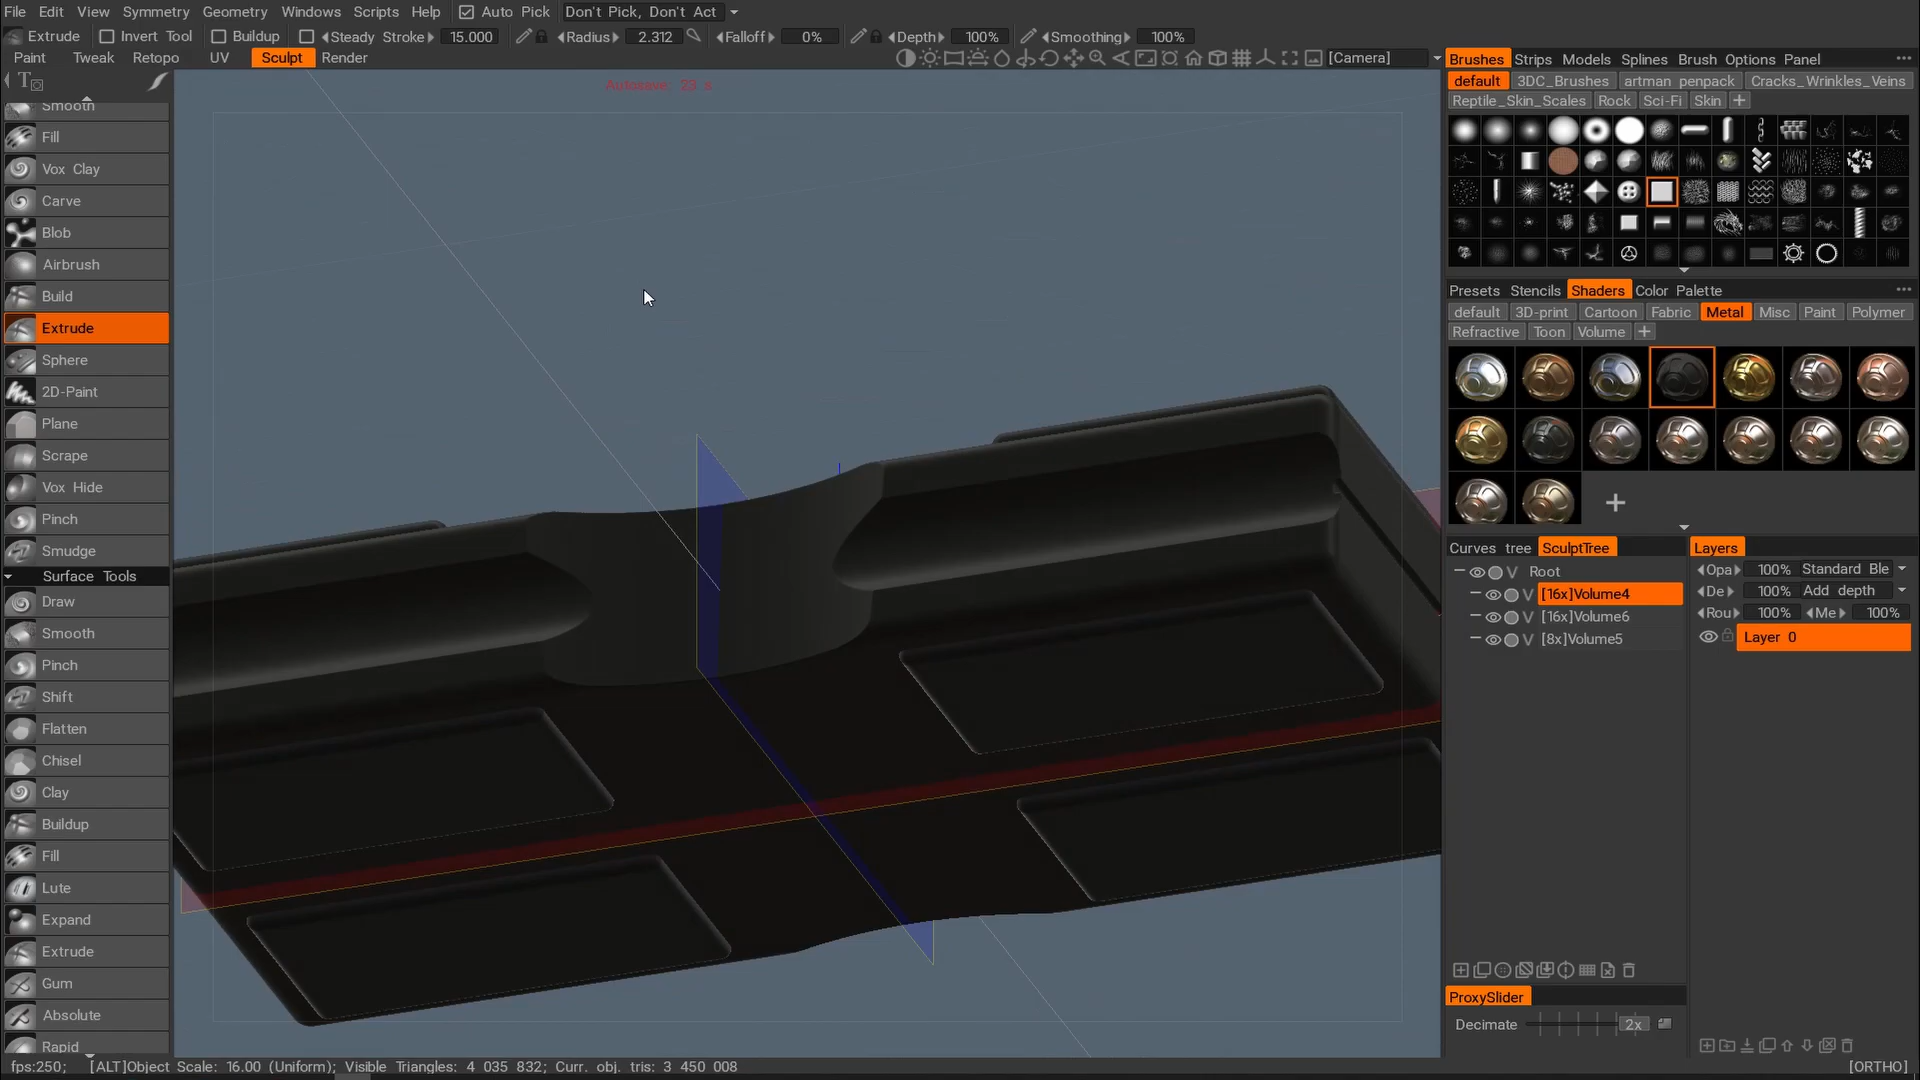 File Edit View Symmetry Geometry Windows Scripts Help Auto Pick Don't Pick, Don't Act
Extrude Invert Tool Buildup Steady Stroke 15.000 Radius 2.312 Falloff 0% Depth 100% Smoothing 100%
Paint Tweak Retopo UV Sculpt Render [Camera]
Autosave: 23 s
Smooth
Fill
Vox Clay
Carve
Blob
Airbrush
Build
Extrude
Sphere
2D-Paint
Plane
Scrape
Vox Hide
Pinch
Smudge
Surface Tools
Draw
Smooth
Pinch
Shift
Flatten
Chisel
Clay
Buildup
Fill
Lute
Expand
Extrude
Gum
Absolute
Rapid
Brushes Strips Models Splines Brush Options Panel
default 3DC_Brushes artman penpack Cracks_Wrinkles_Veins
Reptile_Skin_Scales Rock Sci-Fi Skin +
Presets Stencils Shaders Color Palette
default 3D-print Cartoon Fabric Metal Misc Paint Polymer
Refractive Toon Volume +
Curves tree SculptTree
Root
[16x]Volume4
[16x]Volume6
[8x]Volume5
Layers
Opa 100% Standard Ble
De 100% Add depth
Rou 100% Me 100%
Layer 0
ProxySlider
Decimate 2x
fps:250; [ALT]Object Scale: 16.00 (Uniform); Visible Triangles: 4 035 832; Curr. obj. tris: 3 450 008 [ORTHO]